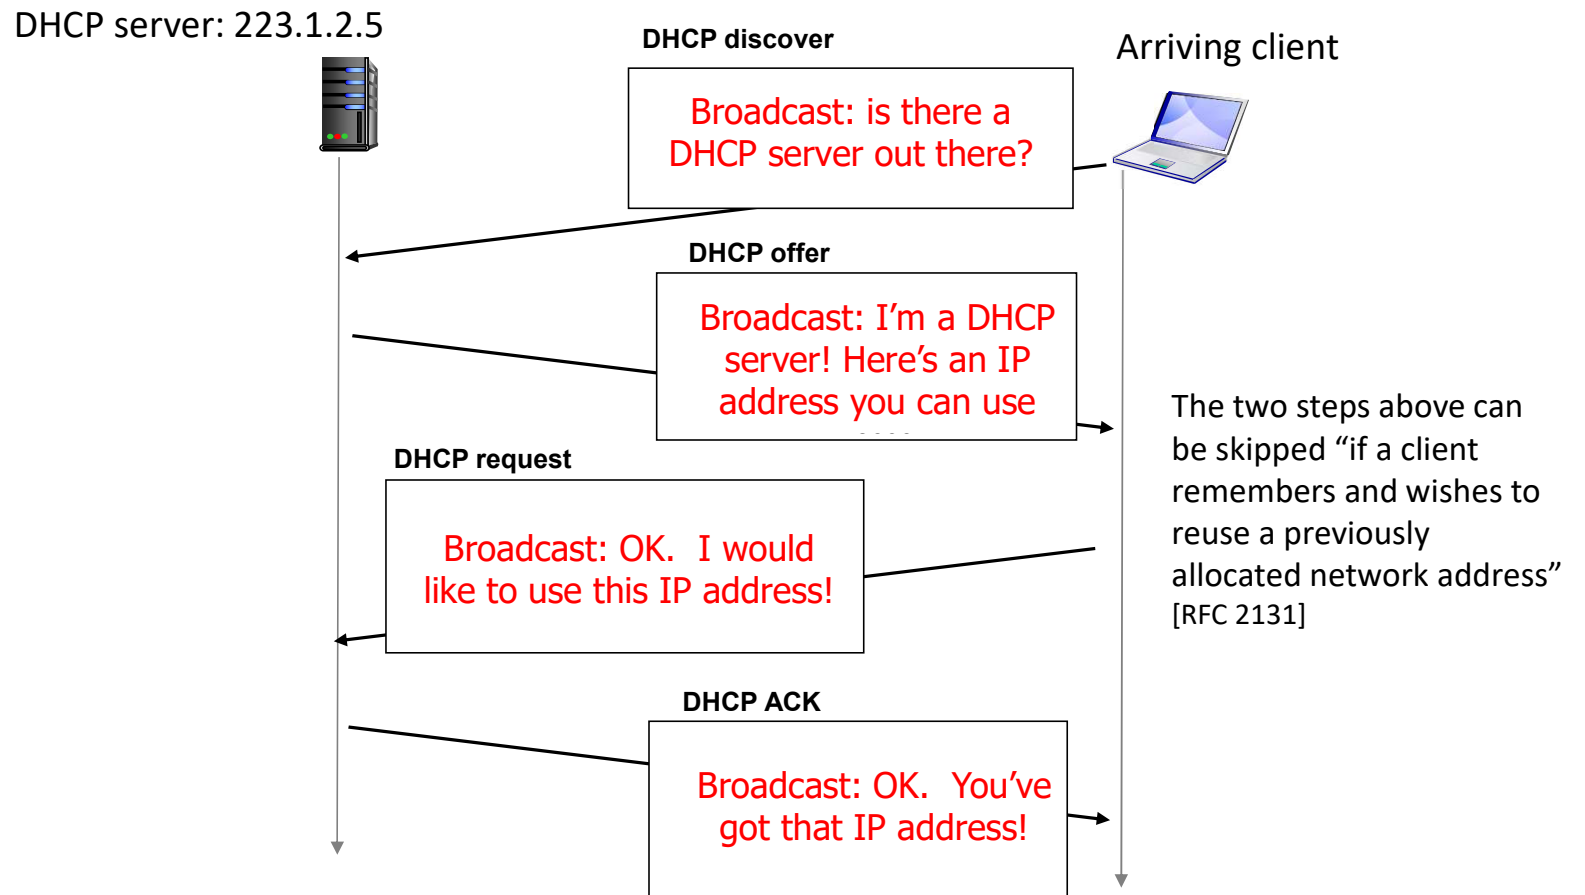 DHCP server: 223.1.2.5
DHCP discover
Arriving client
Broadcast: is there a
DHCP server out there?
DHCP offer
Broadcast: I’m a DHCP
server! Here’s an IP
address you can use
DHCP request
Broadcast: OK.  I would
like to use this IP address!
The two steps above can
be skipped “if a client
remembers and wishes to
reuse a previously
allocated network address”
[RFC 2131]
DHCP ACK
Broadcast: OK.  You’ve
got that IP address!